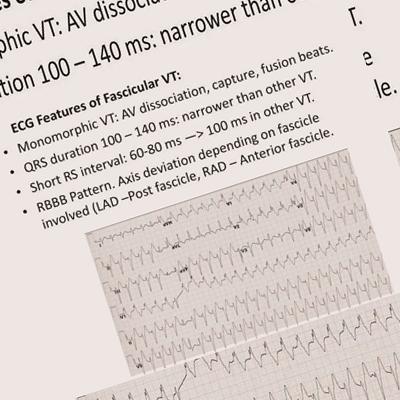 phic VT: AV dissocia
tion 100 – 140 ms: narrower than
T.
e
le.
ECG Features of Fascicular VT:
• Monomorphic VT: AV dissociation, capture, fusion beats.
• QRS duration 100 – 140 ms: narrower than other VT.
• Short RS interval: 60-80 ms —> 100 ms in other VT.
• RBBB Pattern. Axis deviation depending on fascicle
involved (LAD –Post fascicle, RAD – Anterior fascicle.